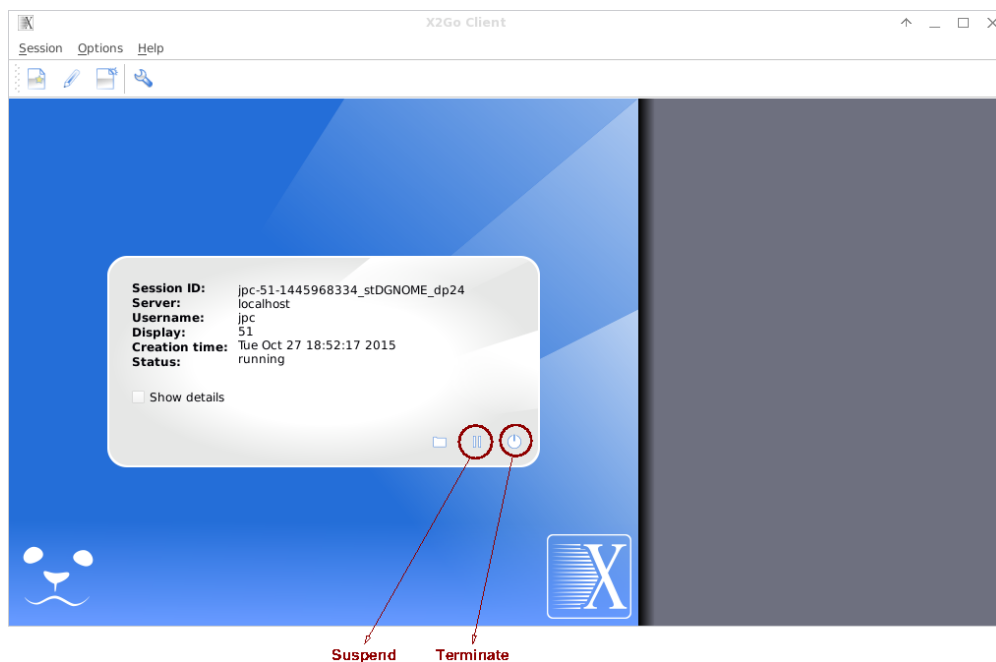 X2Go Client
Session Options Help
Session ID: jpc-51-1445968334_stDGNOME_dp24
Server: localhost
Username: jpc
Display: 51
Creation time: Tue Oct 27 18:52:17 2015
Status: running
Show details
X
Suspend Terminate